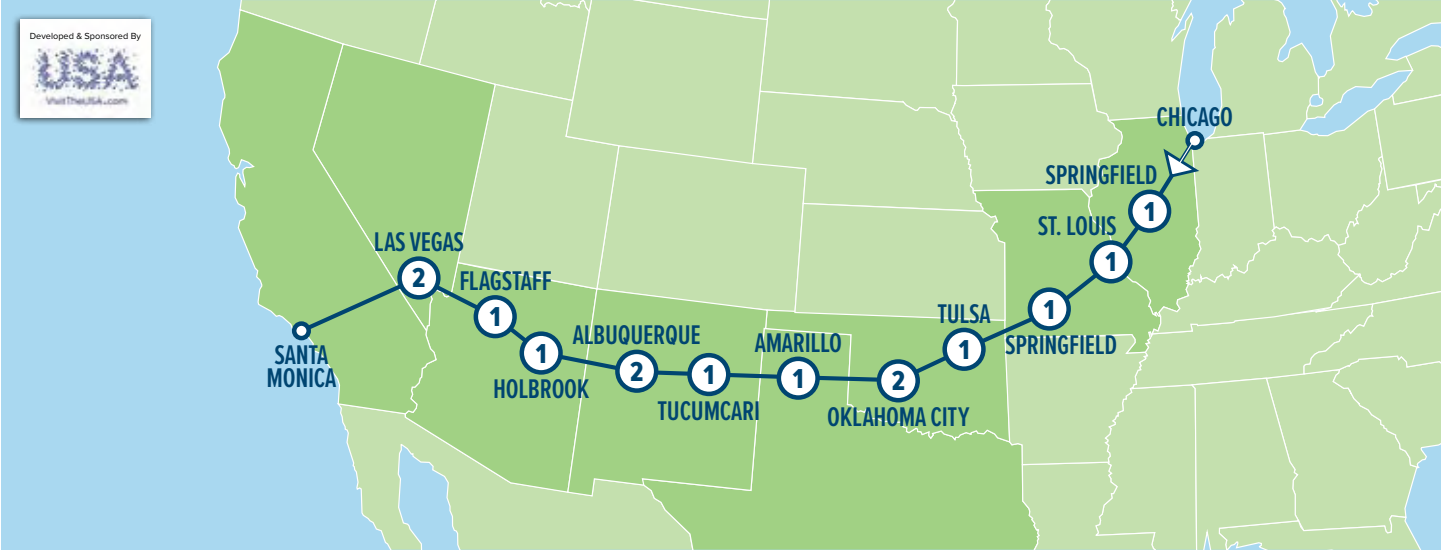 Developed & Sponsored By
USA
VisitTheUSA.com
CHICAGO
SPRINGFIELD
1
ST. LOUIS
1
1
SPRINGFIELD
TULSA
1
2
OKLAHOMA CITY
AMARILLO
1
1
TUCUMCARI
ALBUQUERQUE
2
1
HOLBROOK
FLAGSTAFF
1
LAS VEGAS
2
SANTA
MONICA